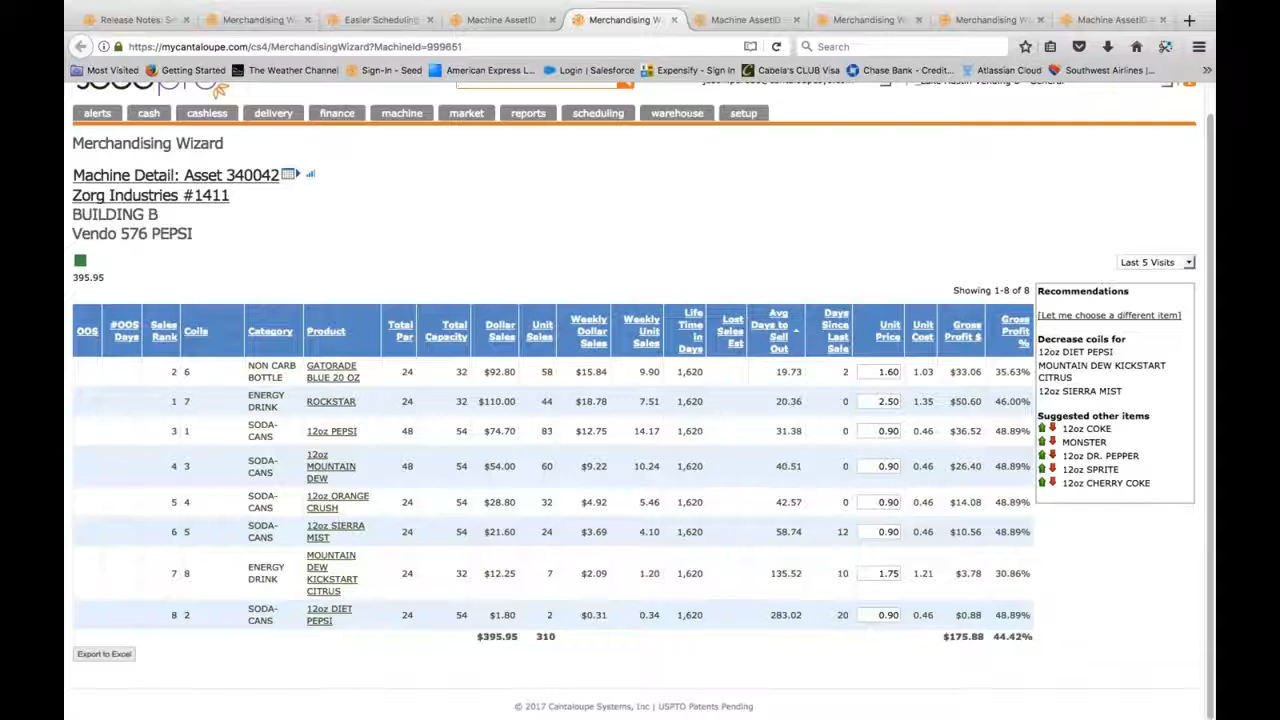 Release Notes: S
Merchandising W
Easier Scheduling
Machine AssetID
Merchandising W
Machine AssetID
Merchandising W
Merchandising W
Machine AssetID
https://mycantaloupe.com/cs4/MerchandisingWizard?MachineId=999651
Search
Most Visited
Getting Started
The Weather Channel
Sign-In - Seed
American Express L...
Login | Salesforce
Expensify - Sign In
Cabela's CLUB Visa
Chase Bank - Credit...
Atlassian Cloud
Southwest Airlines |...
alerts
cash
cashless
delivery
finance
machine
market
reports
scheduling
warehouse
setup
Merchandising Wizard
Machine Detail: Asset 340042
Zorg Industries #1411
BUILDING B
Vendo 576 PEPSI
395.95
Last 5 Visits
Showing 1-8 of 8
OOS
#OOS Days
Sales Rank
Coils
Category
Product
Total Par
Total Capacity
Dollar Sales
Unit Sales
Weekly Dollar Sales
Weekly Unit Sales
Life Time in Days
Lost Sales Est
Avg Days to Sell Out
Days Since Last Sale
Unit Price
Unit Cost
Gross Profit $
Gross Profit %
2 6 NON CARB BOTTLE GATORADE BLUE 20 OZ 24 32 $92.80 58 $15.84 9.90 1,620 19.73 2 1.60 1.03 $33.06 35.63%
1 7 ENERGY DRINK ROCKSTAR 24 32 $110.00 44 $18.78 7.51 1,620 20.36 0 2.50 1.35 $50.60 46.00%
3 1 SODA-CANS 12oz PEPSI 48 54 $74.70 83 $12.75 14.17 1,620 31.38 0 0.90 0.46 $36.52 48.89%
4 3 SODA-CANS 12oz MOUNTAIN DEW 48 54 $54.00 60 $9.22 10.24 1,620 40.51 0 0.90 0.46 $26.40 48.89%
5 4 SODA-CANS 12oz ORANGE CRUSH 24 54 $28.80 32 $4.92 5.46 1,620 42.57 0 0.90 0.46 $14.08 48.89%
6 5 SODA-CANS 12oz SIERRA MIST 24 54 $21.60 24 $3.69 4.10 1,620 58.74 12 0.90 0.46 $10.56 48.89%
7 8 ENERGY DRINK MOUNTAIN DEW KICKSTART CITRUS 24 32 $12.25 7 $2.09 1.20 1,620 135.52 10 1.75 1.21 $3.78 30.86%
8 2 SODA-CANS 12oz DIET PEPSI 24 54 $1.80 2 $0.31 0.34 1,620 283.02 20 0.90 0.46 $0.88 48.89%
$395.95 310 $175.88 44.42%
Recommendations
[Let me choose a different item]
Decrease coils for
12oz DIET PEPSI
MOUNTAIN DEW KICKSTART
CITRUS
12oz SIERRA MIST
Suggested other items
12oz COKE
MONSTER
12oz DR. PEPPER
12oz SPRITE
12oz CHERRY COKE
Export to Excel
© 2017 Cantaloupe Systems, Inc | USPTO Patents Pending